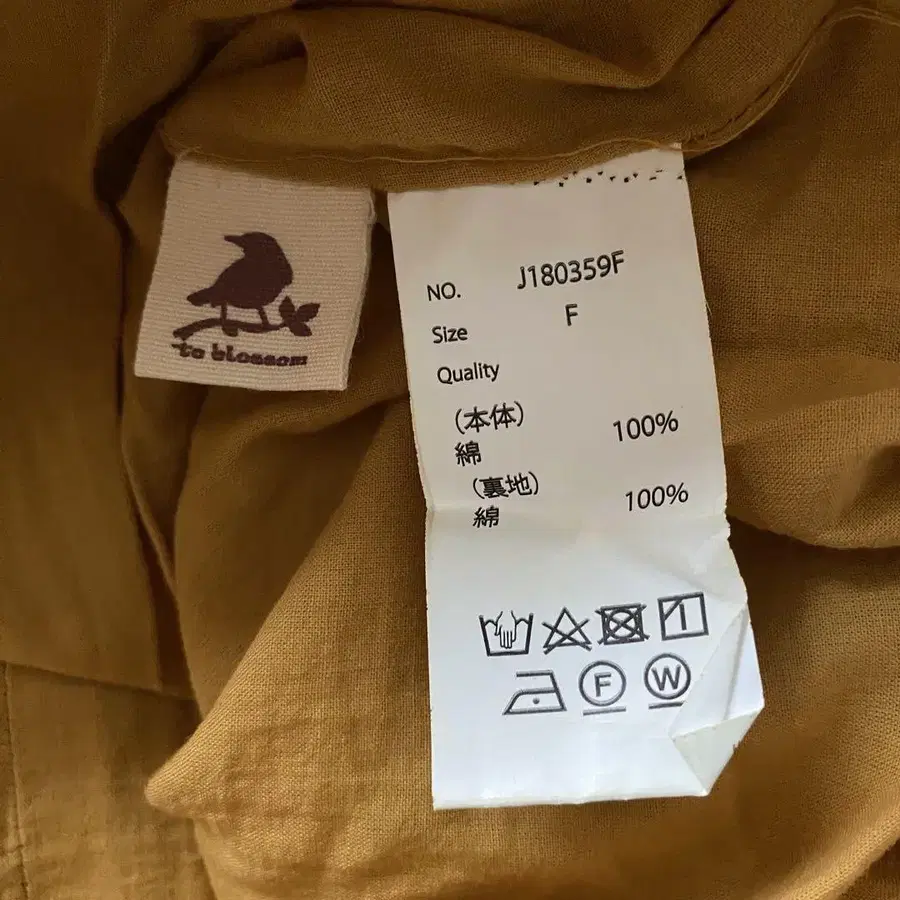 to blossom
NO. J180359F
Size F
Quality
(本体)
綿 100%
(裏地)
綿 100%
F W